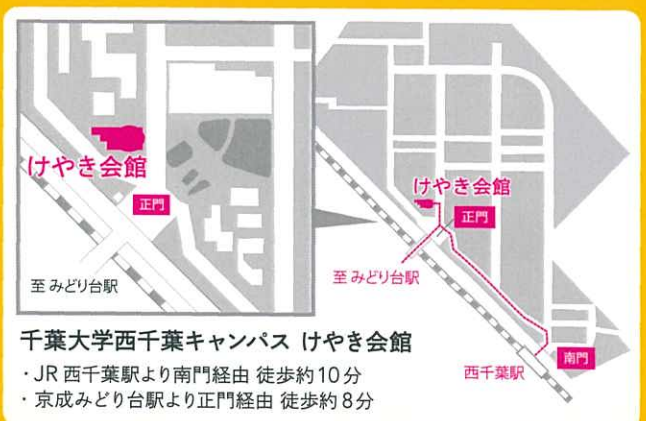 けやき会館
正門
至 みどり台駅
けやき会館
正門
至 みどり台駅
西千葉駅
南門
千葉大学西千葉キャンパス けやき会館
・JR 西千葉駅より南門経由 徒歩約10分
・京成みどり台駅より正門経由 徒歩約8分